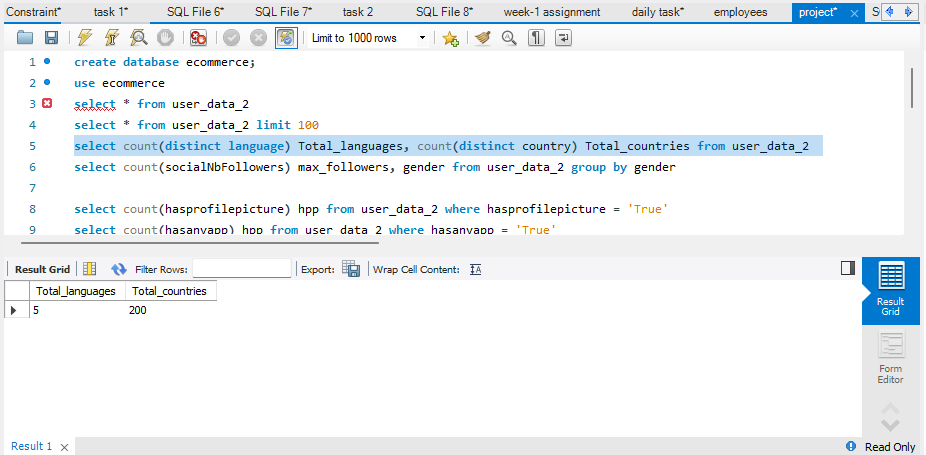 Constraint* task 1* SQL File 6* SQL File 7* task 2 SQL File 8* week-1 assignment daily task* employees project* S
Limit to 1000 rows
1 create database ecommerce;
2 use ecommerce
3 select * from user_data_2
4 select * from user_data_2 limit 100
5 select count(distinct language) Total_languages, count(distinct country) Total_countries from user_data_2
6 select count(socialNbFollowers) max_followers, gender from user_data_2 group by gender
7
8 select count(hasprofilepicture) hpp from user_data_2 where hasprofilepicture = 'True'
9 select count(hasanyapp) hpp from user data 2 where hasanyapp = 'True'
Result Grid Filter Rows: Export: Wrap Cell Content:
Total_languages Total_countries
5 200
Result
Grid
Form
Editor
Result 1 Read Only